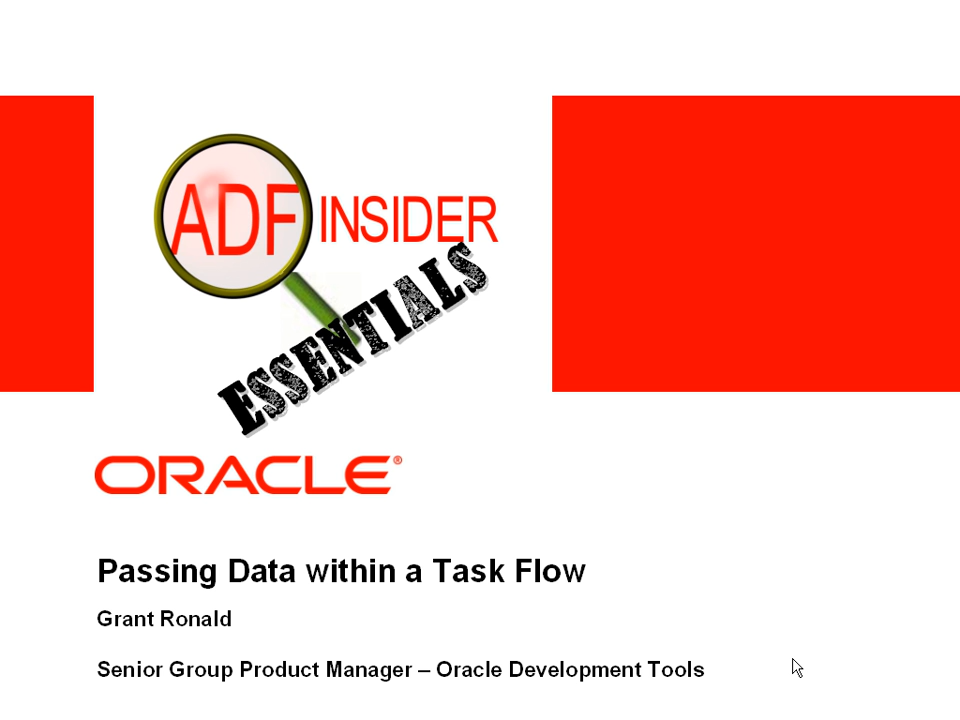 ADF INSIDER
ESSENTIALS
ORACLE®
Passing Data within a Task Flow
Grant Ronald
Senior Group Product Manager – Oracle Development Tools